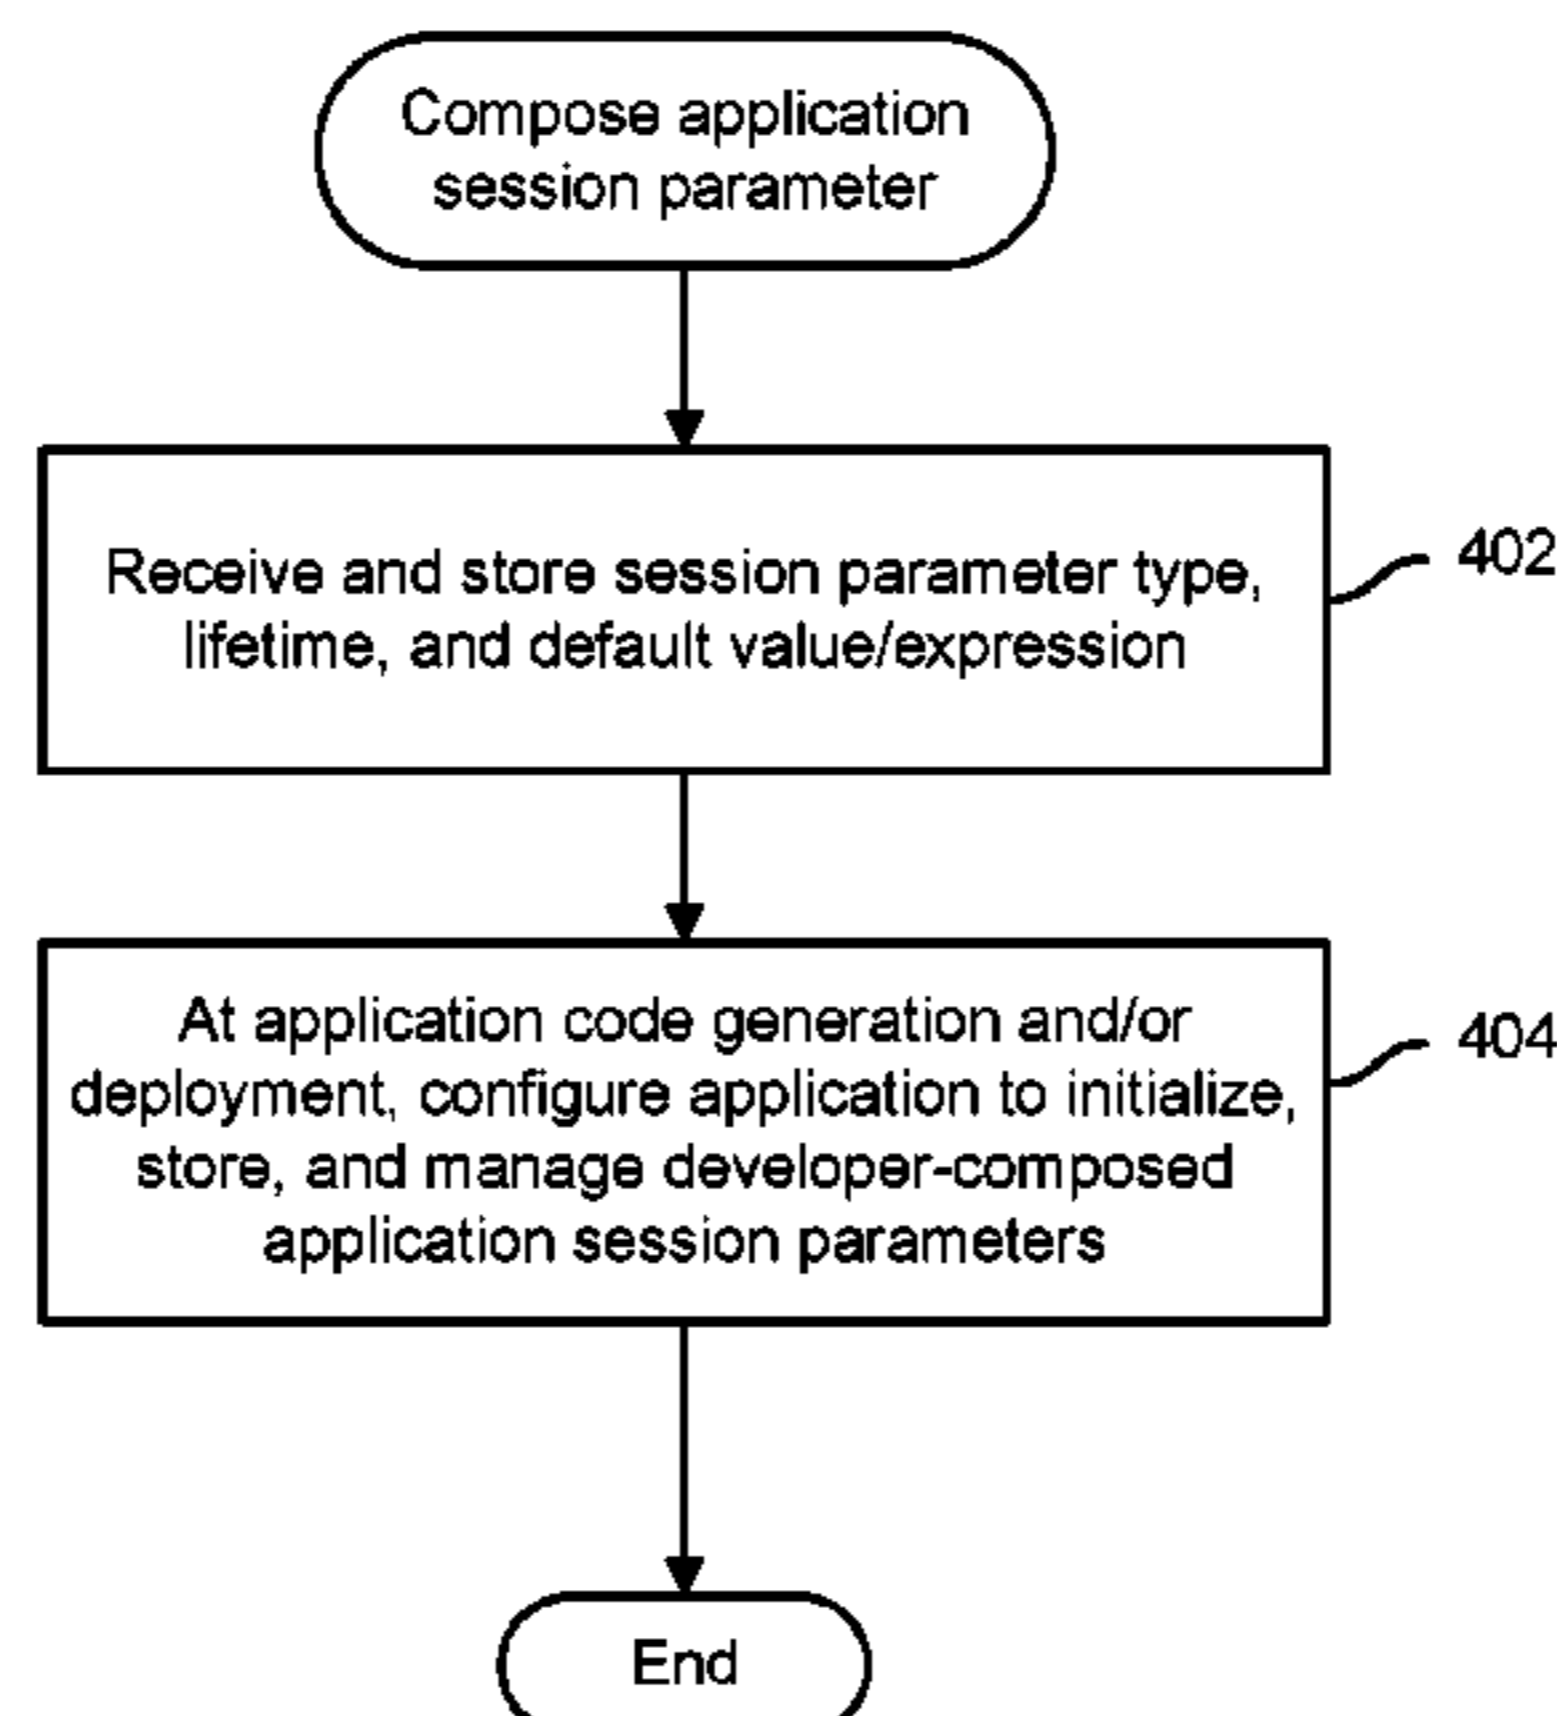 Compose application
session parameter
Receive and store session parameter type,
lifetime, and default value/expression
402
At application code generation and/or
deployment, configure application to initialize,
store, and manage developer-composed
application session parameters
404
End